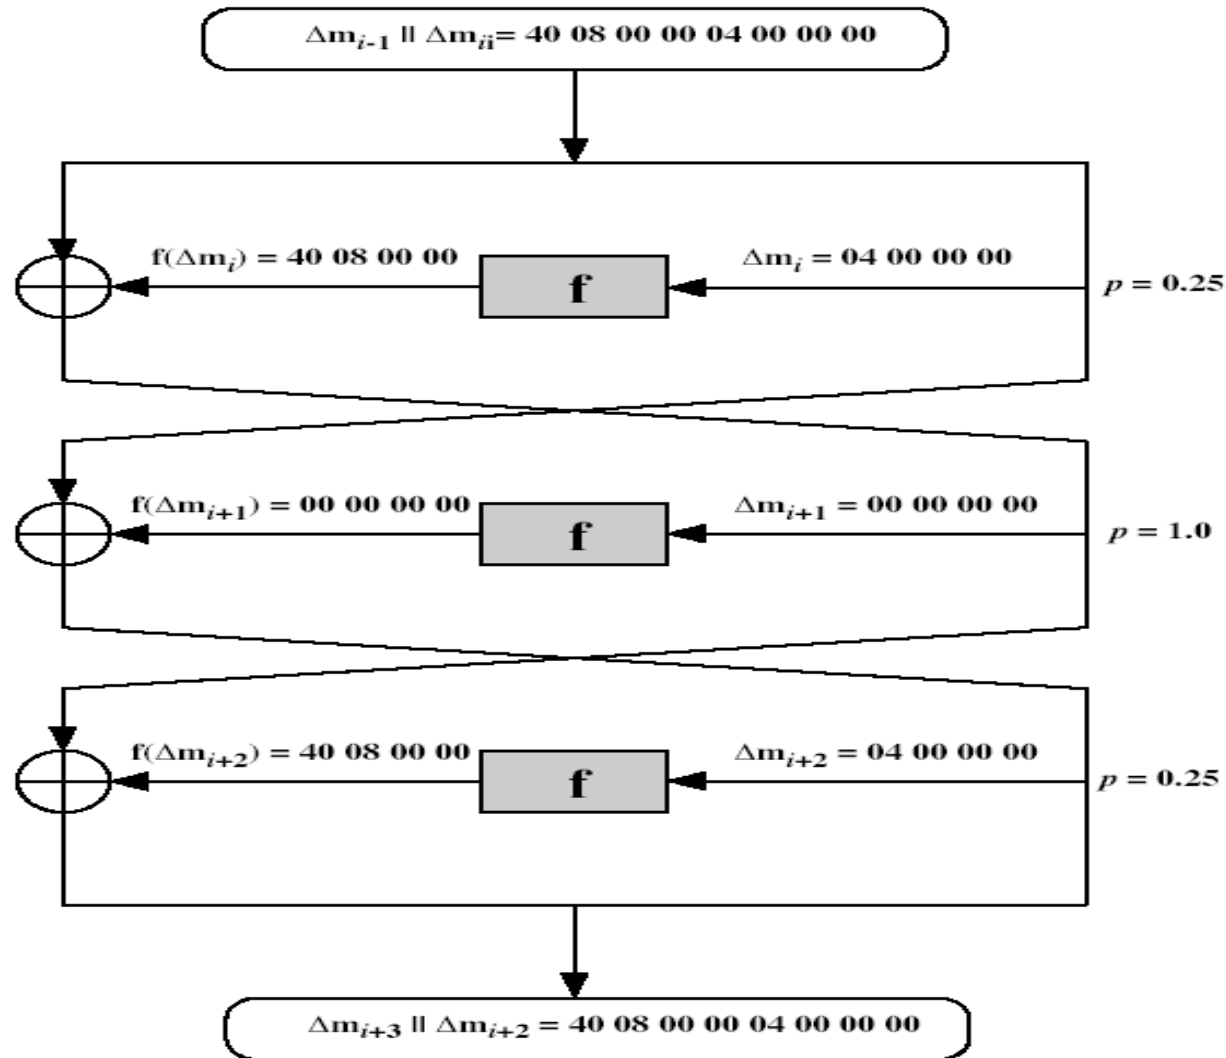 Δm_{i-1} || Δm_{ii}= 40 08 00 00 04 00 00 00
f(Δm_i) = 40 08 00 00
f
Δm_i = 04 00 00 00
p = 0.25
f(Δm_{i+1}) = 00 00 00 00
f
Δm_{i+1} = 00 00 00 00
p = 1.0
f(Δm_{i+2}) = 40 08 00 00
f
Δm_{i+2} = 04 00 00 00
p = 0.25
Δm_{i+3} || Δm_{i+2} = 40 08 00 00 04 00 00 00